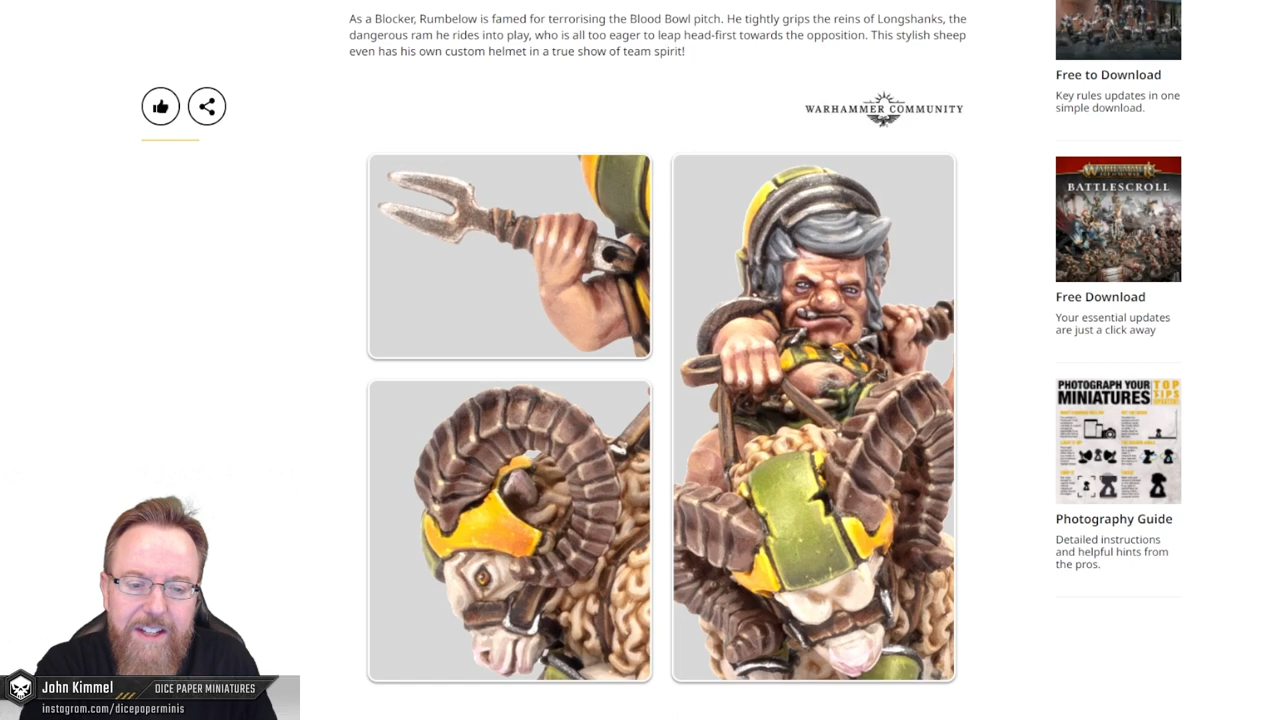 As a Blocker, Rumbelow is famed for terrorising the Blood Bowl pitch. He tightly grips the reins of Longshanks, the
dangerous ram he rides into play, who is all too eager to leap head-first towards the opposition. This stylish sheep
even has his own custom helmet in a true show of team spirit!
WARHAMMER COMMUNITY
Free to Download
Key rules updates in one
simple download.
WARHAMMER
BATTLESCROLL
Free Download
Your essential updates
are just a click away
PHOTOGRAPH YOUR
MINIATURES
TOP
TIPS
Photography Guide
Detailed instructions
and helpful hints from
the pros.
John Kimmel
DICE PAPER MINIATURES
instagram.com/dicepaperminis